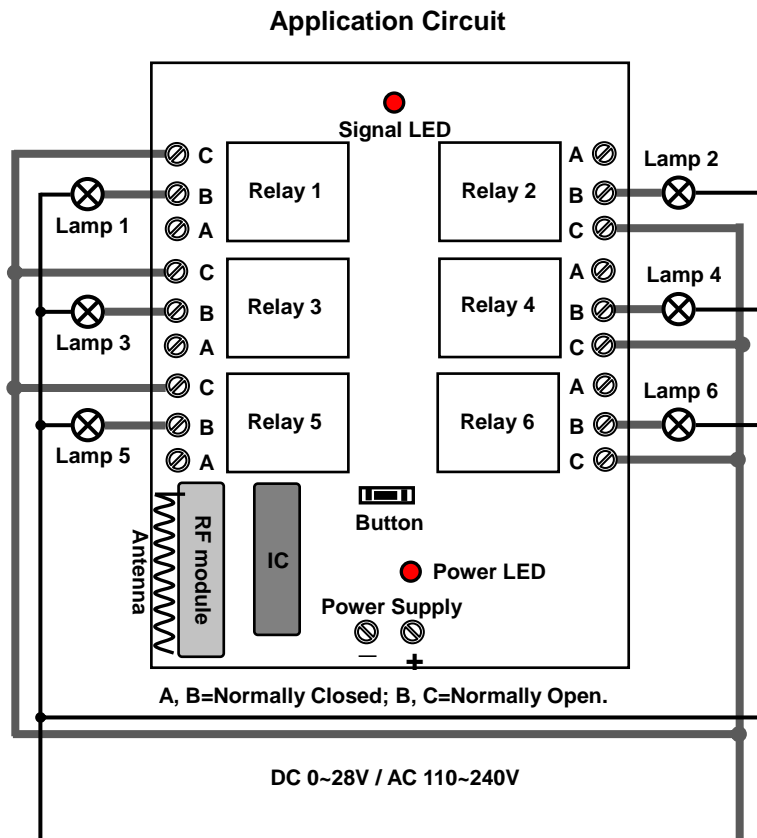 Application Circuit
Signal LED
C
B
A
Relay 1
Lamp 1
Relay 2
A
B
C
Lamp 2
C
B
A
Relay 3
Lamp 3
Relay 4
A
B
C
Lamp 4
C
B
A
Relay 5
Lamp 5
Relay 6
A
B
C
Lamp 6
Antenna
RF module
IC
Button
Power LED
Power Supply
— +
A, B=Normally Closed; B, C=Normally Open.
DC 0~28V / AC 110~240V